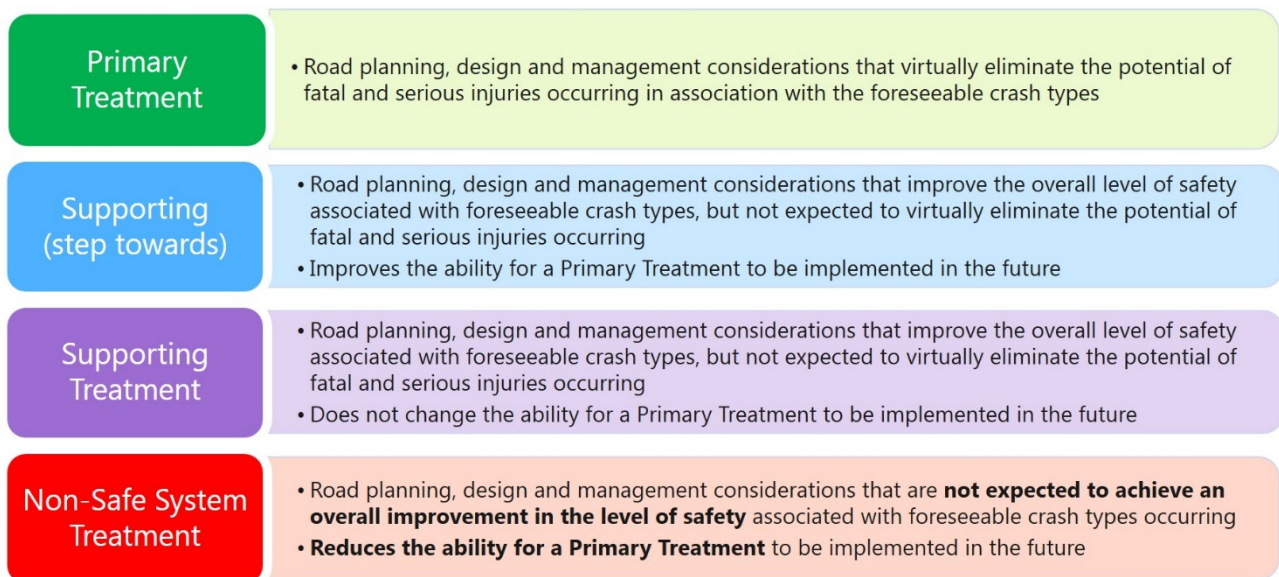 Primary
Treatment
• Road planning, design and management considerations that virtually eliminate the potential of
fatal and serious injuries occurring in association with the foreseeable crash types
Supporting
(step towards)
• Road planning, design and management considerations that improve the overall level of safety
associated with foreseeable crash types, but not expected to virtually eliminate the potential of
fatal and serious injuries occurring
• Improves the ability for a Primary Treatment to be implemented in the future
Supporting
Treatment
• Road planning, design and management considerations that improve the overall level of safety
associated with foreseeable crash types, but not expected to virtually eliminate the potential of
fatal and serious injuries occurring
• Does not change the ability for a Primary Treatment to be implemented in the future
Non-Safe System
Treatment
• Road planning, design and management considerations that are not expected to achieve an
overall improvement in the level of safety associated with foreseeable crash types occurring
• Reduces the ability for a Primary Treatment to be implemented in the future